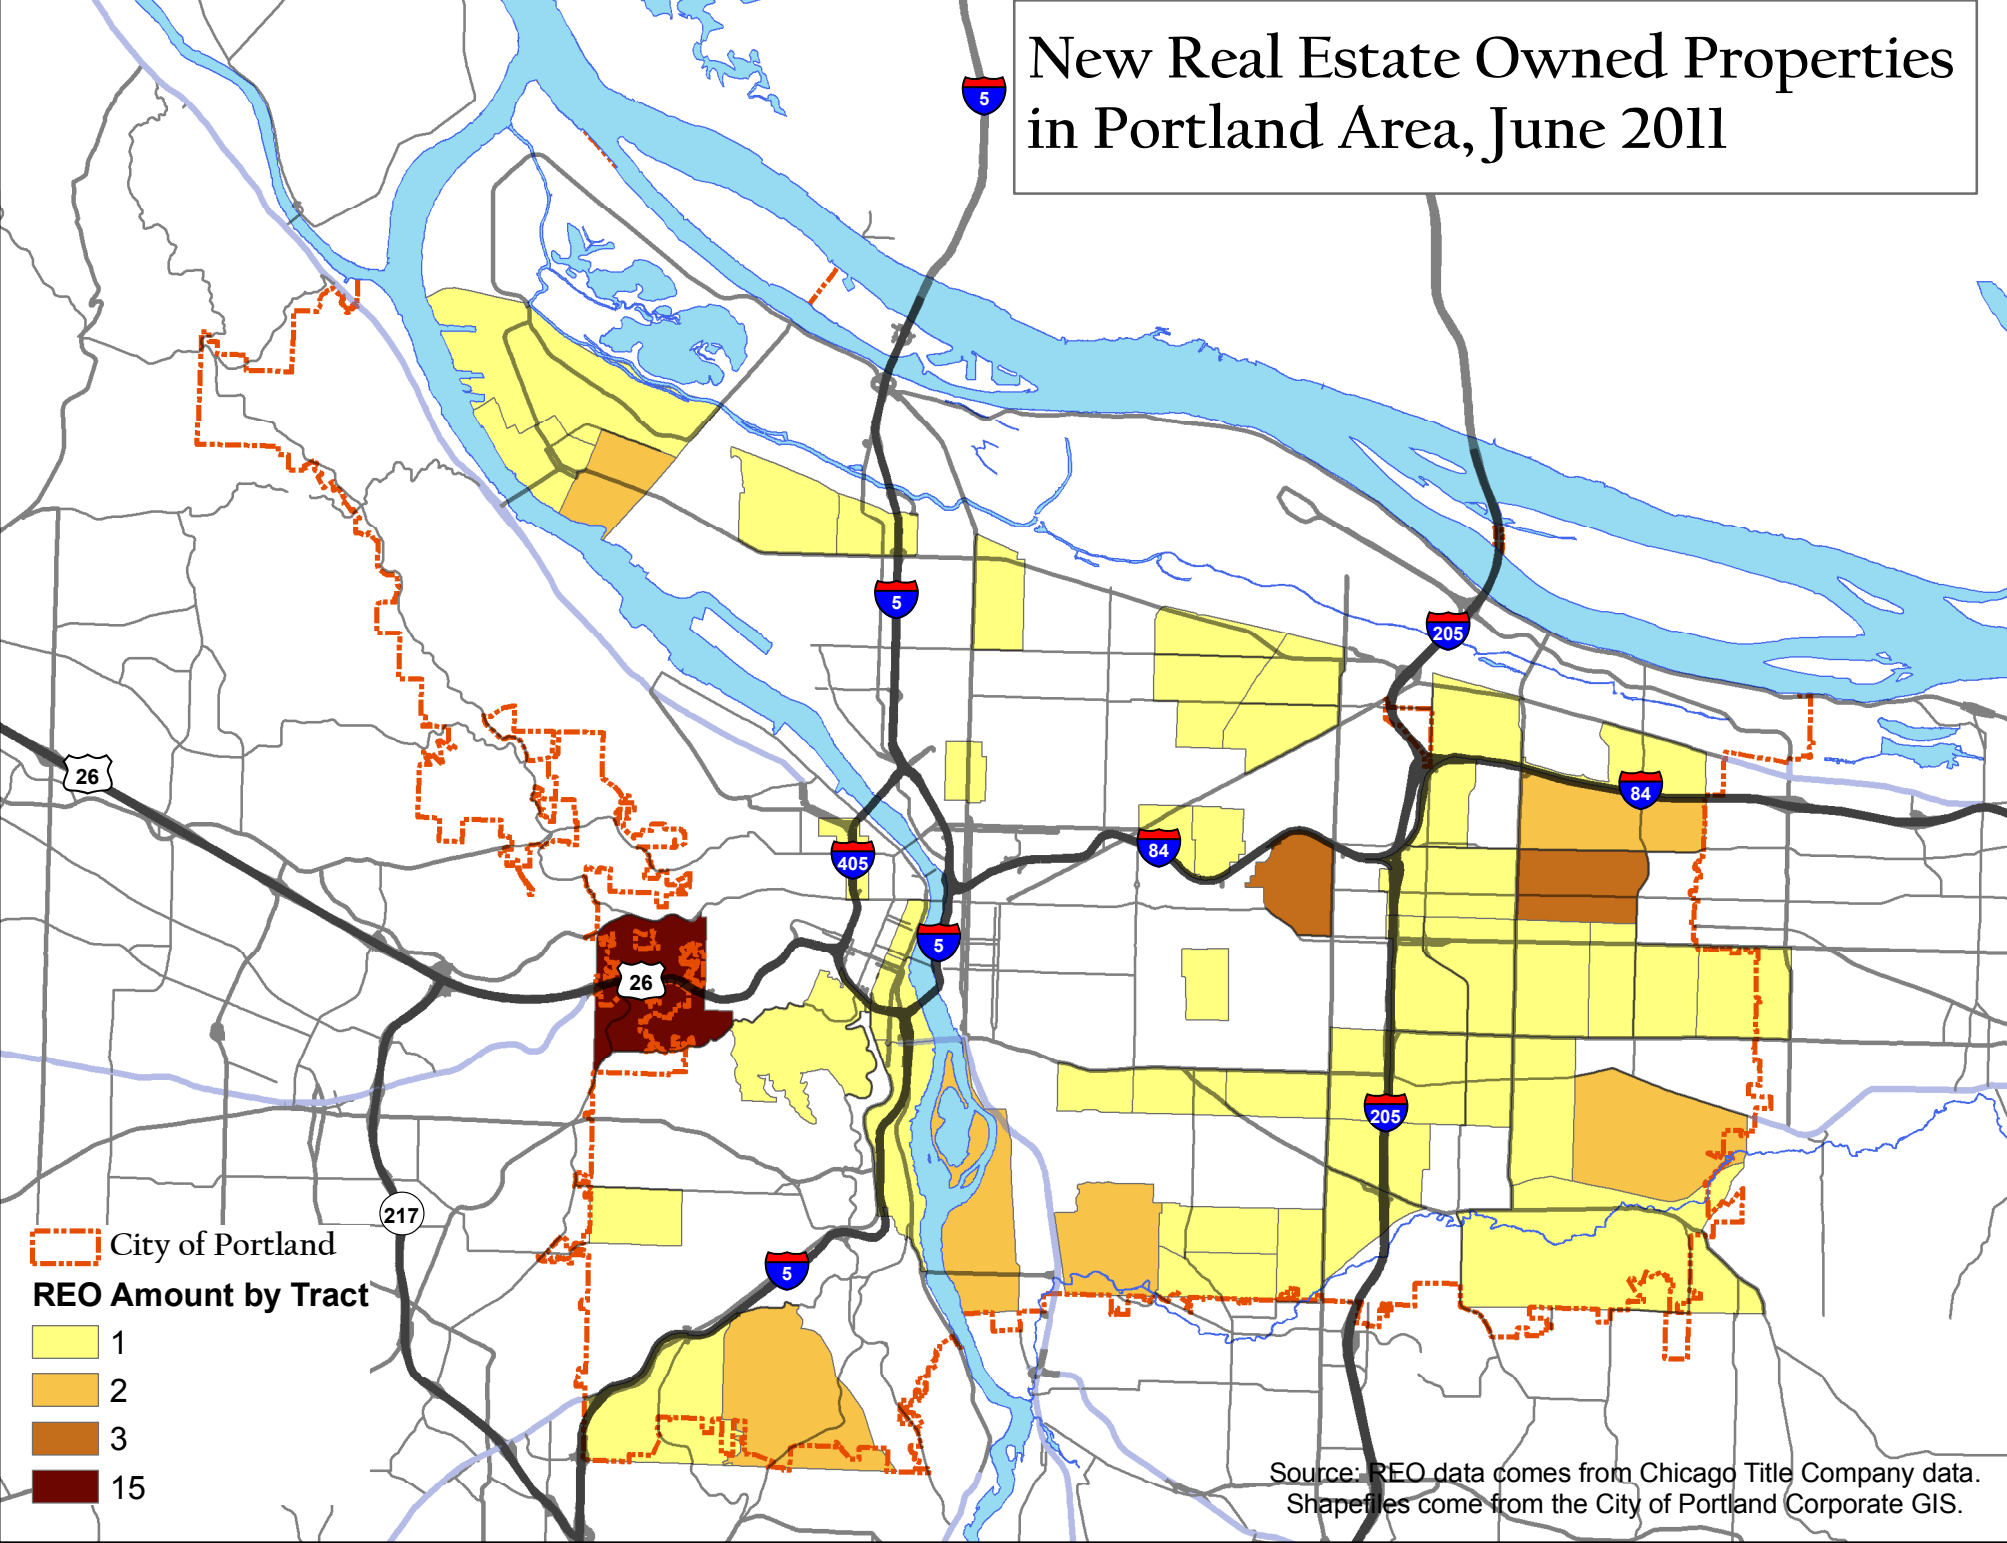 New Real Estate Owned Properties
in Portland Area, June 2011
5
5
205
26
84
84
405
5
26
205
217
5
City of Portland
REO Amount by Tract
1
2
3
15
Source: REO data comes from Chicago Title Company data.
Shapefiles come from the City of Portland Corporate GIS.